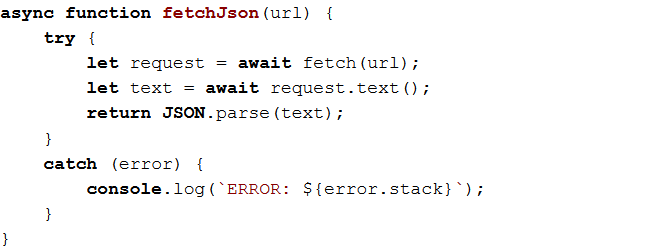 async function fetchJson(url) {
    try {
        let request = await fetch(url);
        let text = await request.text();
        return JSON.parse(text);
    }
    catch (error) {
        console.log(`ERROR: ${error.stack}`);
    }
}